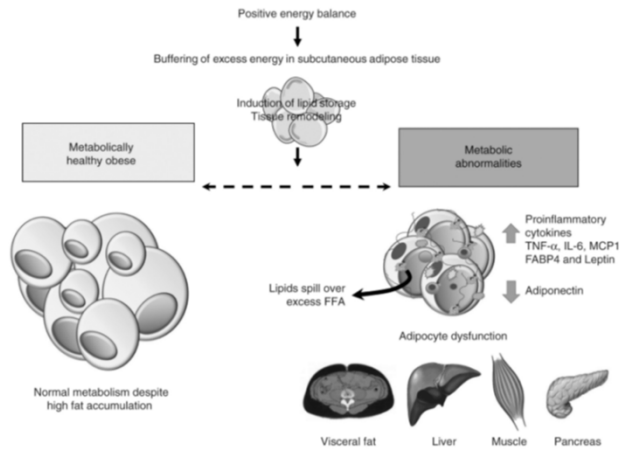 Positive energy balance
Buffering of excess energy in subcutaneous adipose tissue
Induction of lipid storage
Tissue remodeling
Metabolically
healthy obese
Metabolic
abnormalities
Proinflammatory
cytokines
TNF-α, IL-6, MCP1
FABP4 and Leptin
Lipids spill over
excess FFA
Adiponectin
Adipocyte dysfunction
Normal metabolism despite
high fat accumulation
Visceral fat
Liver
Muscle
Pancreas